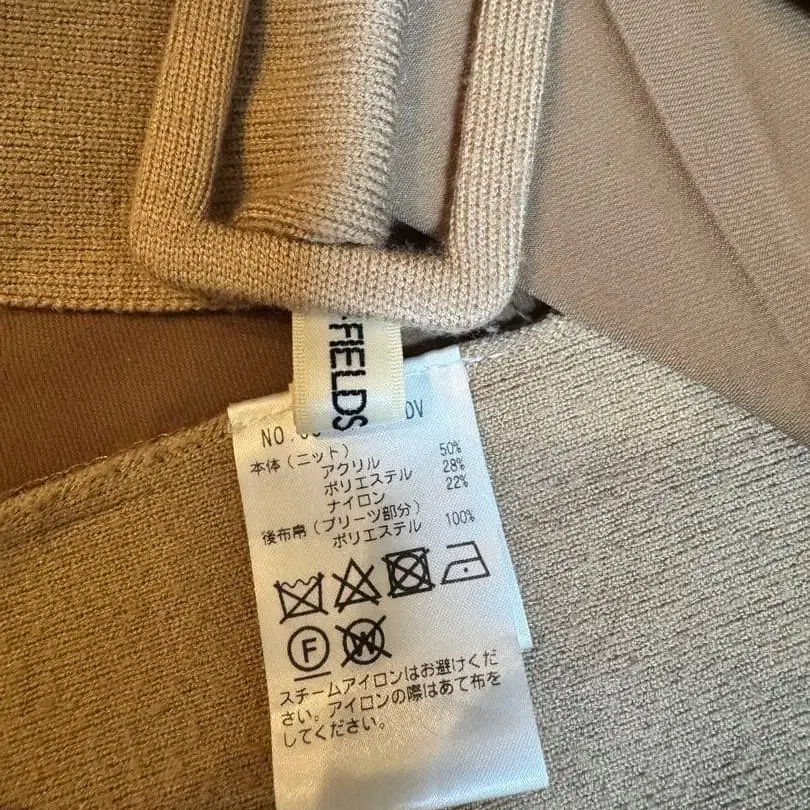 FIELDS
NO. DV
本体(ニット)
アクリル 50%
ポリエステル 28%
ナイロン 22%
後布帛(プリーツ部分)
ポリエステル 100%
F
W
スチームアイロンはお避けくだ
さい。アイロンの際はあて布を
してください。